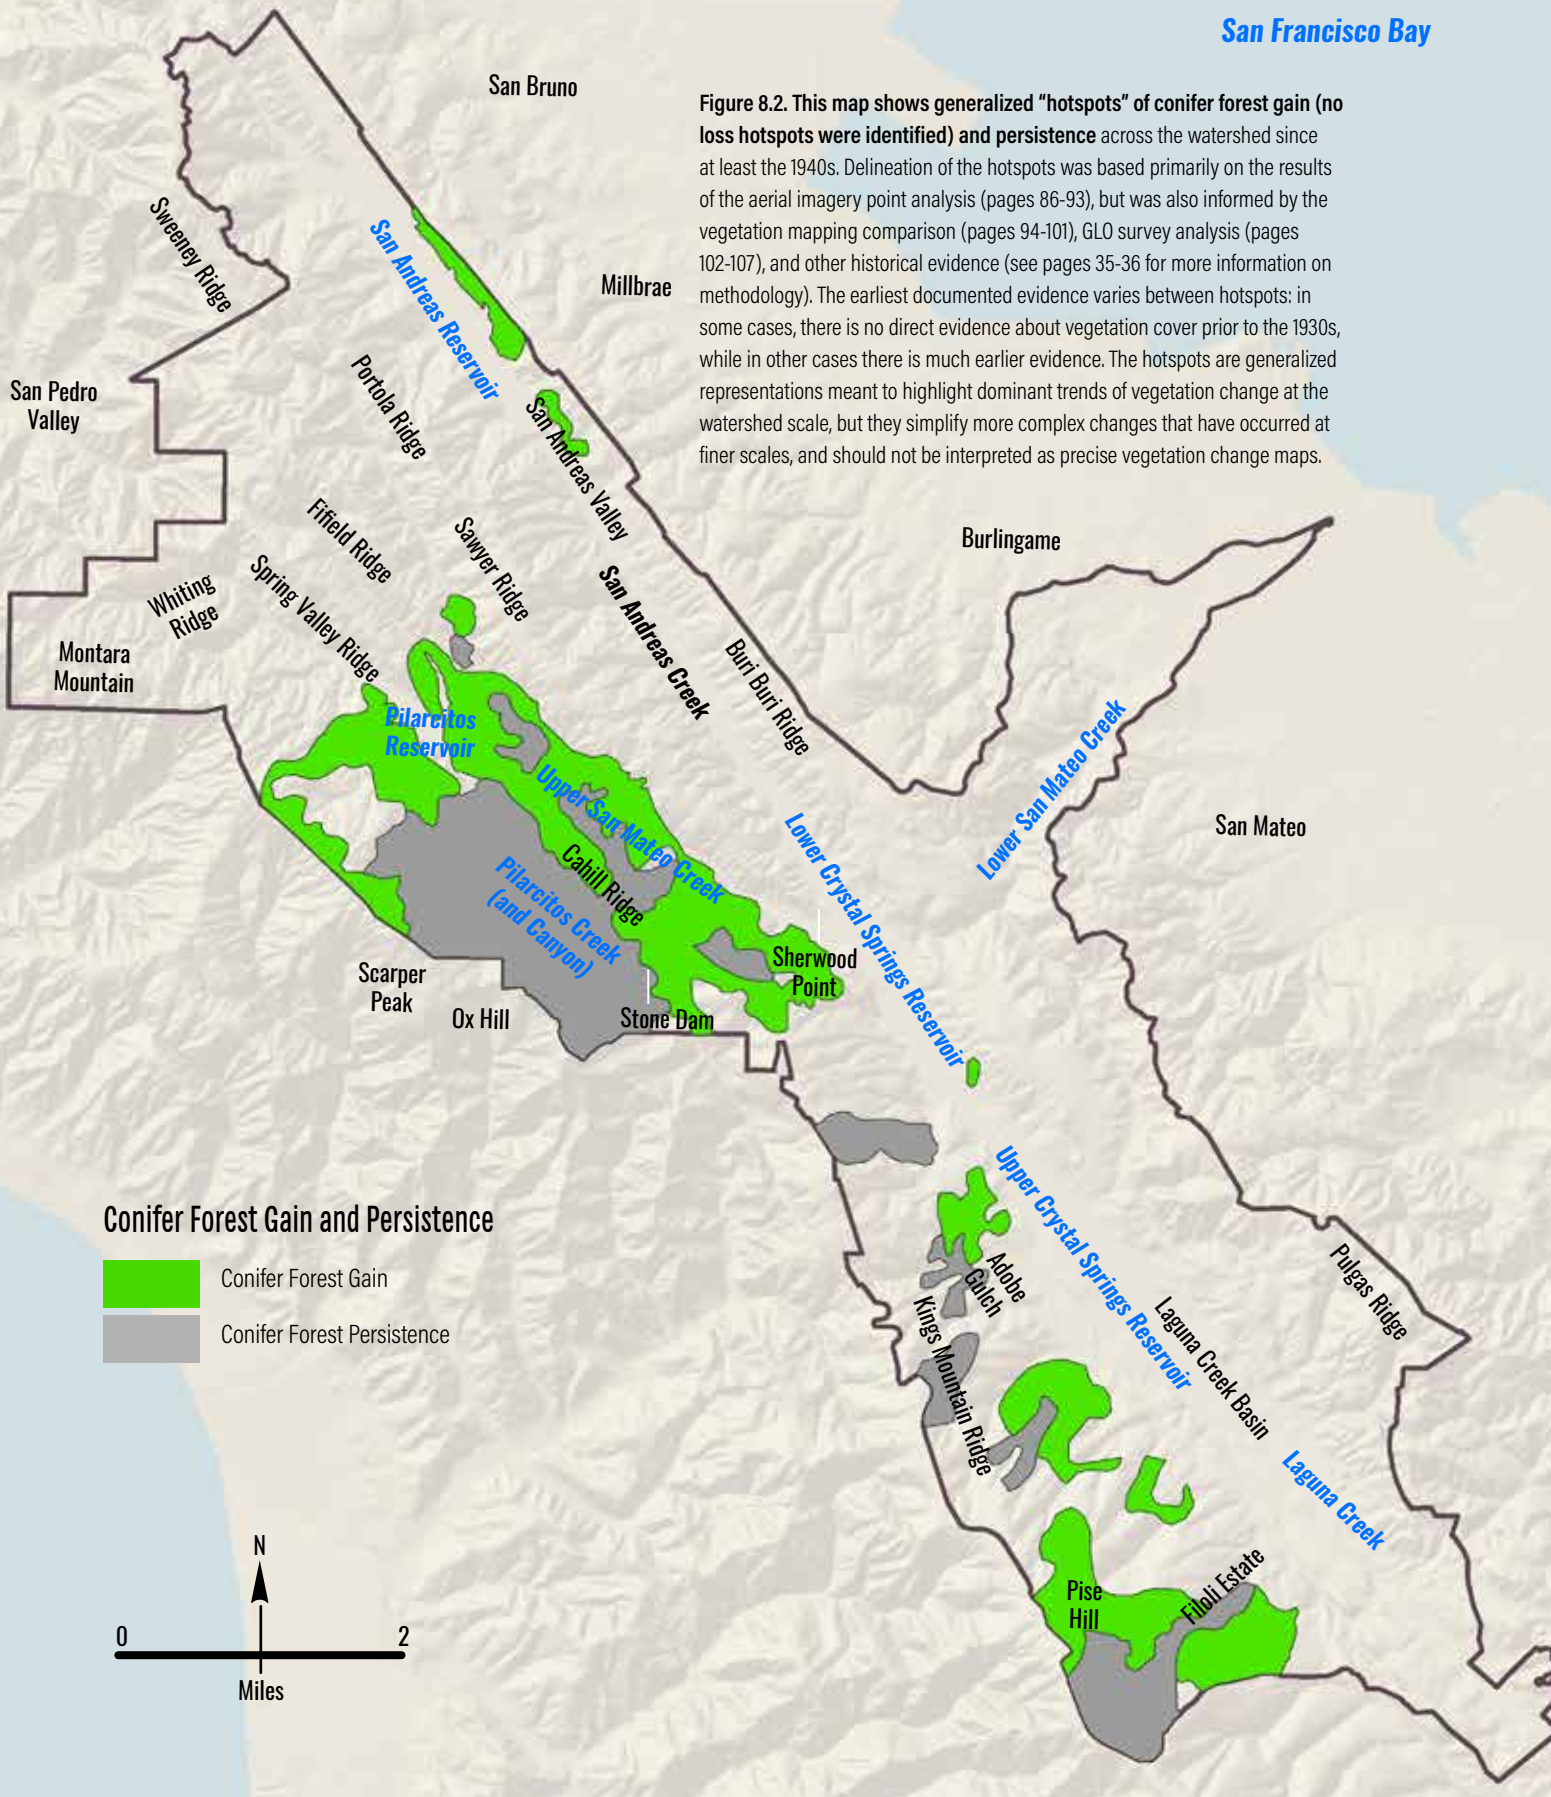 San Francisco Bay
San Bruno
Figure 8.2. This map shows generalized “hotspots” of conifer forest gain (no
loss hotspots were identified) and persistence across the watershed since
at least the 1940s. Delineation of the hotspots was based primarily on the results
of the aerial imagery point analysis (pages 86-93), but was also informed by the
vegetation mapping comparison (pages 94-101), GLO survey analysis (pages
102-107), and other historical evidence (see pages 35-36 for more information on
methodology). The earliest documented evidence varies between hotspots: in
some cases, there is no direct evidence about vegetation cover prior to the 1930s,
while in other cases there is much earlier evidence. The hotspots are generalized
representations meant to highlight dominant trends of vegetation change at the
watershed scale, but they simplify more complex changes that have occurred at
finer scales, and should not be interpreted as precise vegetation change maps.
Sweeney Ridge
San Andreas Reservoir
Millbrae
San Pedro
Valley
Portola Ridge
San Andreas Valley
Fifield Ridge
Sawyer Ridge
Burlingame
Whiting
Ridge
Spring Valley Ridge
San Andreas Creek
Montara
Mountain
Buri Buri Ridge
Pilarcitos
Reservoir
Lower San Mateo Creek
Upper San Mateo Creek
San Mateo
Lower Crystal Springs Reservoir
Cahill Ridge
Pilarcitos Creek
(and Canyon)
Sherwood
Point
Scarper
Peak
Ox Hill
Stone Dam
Upper Crystal Springs Reservoir
Adobe
Gulch
Kings Mountain Ridge
Pulgas Ridge
Laguna Creek Basin
Laguna Creek
Conifer Forest Gain and Persistence
Conifer Forest Gain
Conifer Forest Persistence
Pise
Hill
Filoli Estate
N
0
2
Miles